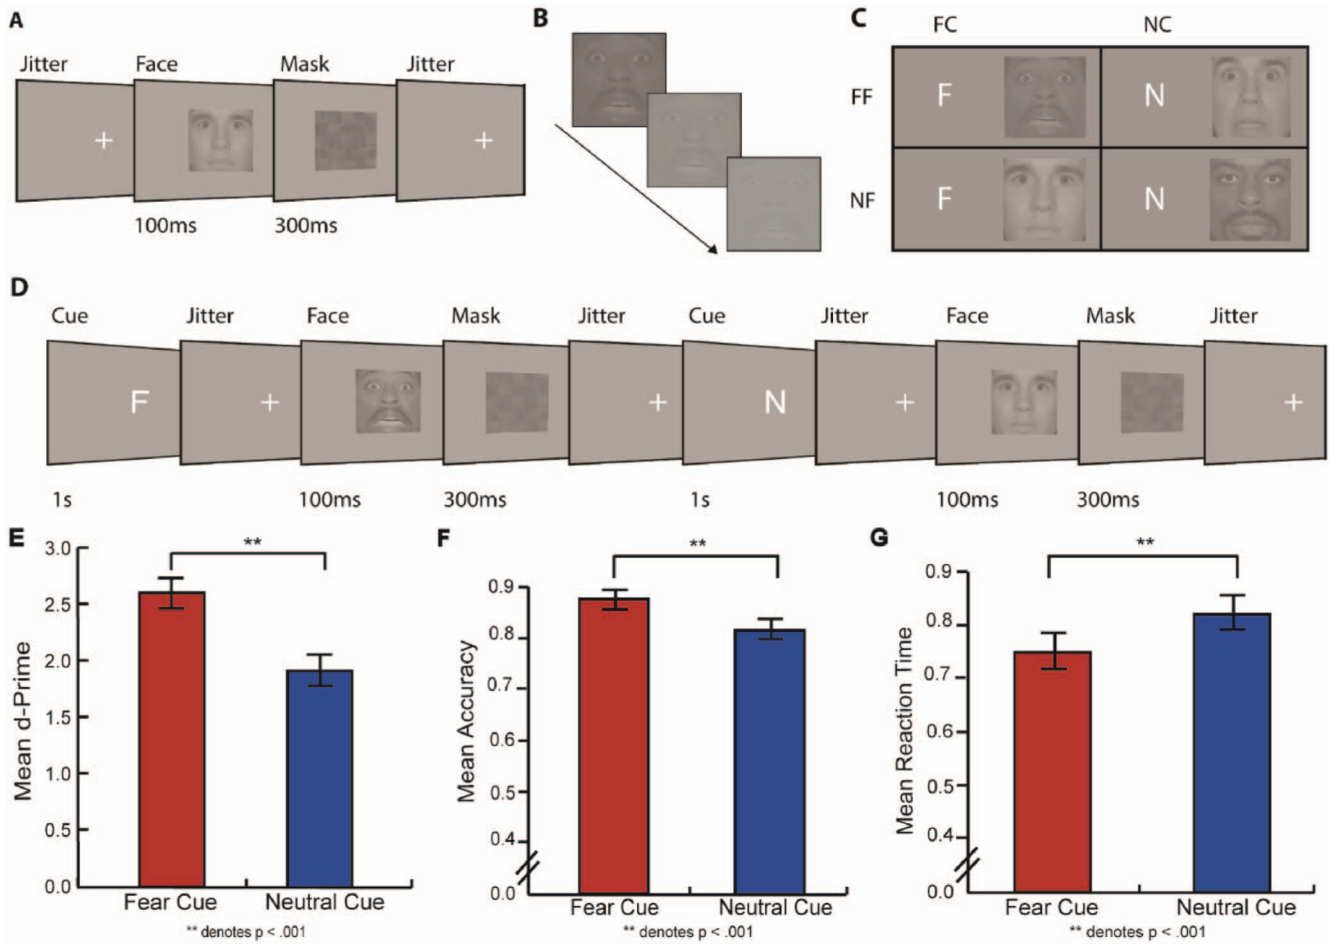 A
Jitter Face Mask Jitter
+ +
100ms 300ms
B
C
FC NC
FF F N
NF F N
D
Cue Jitter Face Mask Jitter Cue Jitter Face Mask Jitter
F + + N + +
1s 100ms 300ms 1s 100ms 300ms
E
Mean d-Prime
3.0
2.5
2.0
1.5
1.0
0.5
0.0
**
Fear Cue Neutral Cue
** denotes p < .001
F
Mean Accuracy
0.9
0.8
0.7
0.6
0.5
0.4
0.0
**
Fear Cue Neutral Cue
** denotes p < .001
G
Mean Reaction Time
0.9
0.8
0.7
0.6
0.5
0.4
0.0
**
Fear Cue Neutral Cue
** denotes p < .001